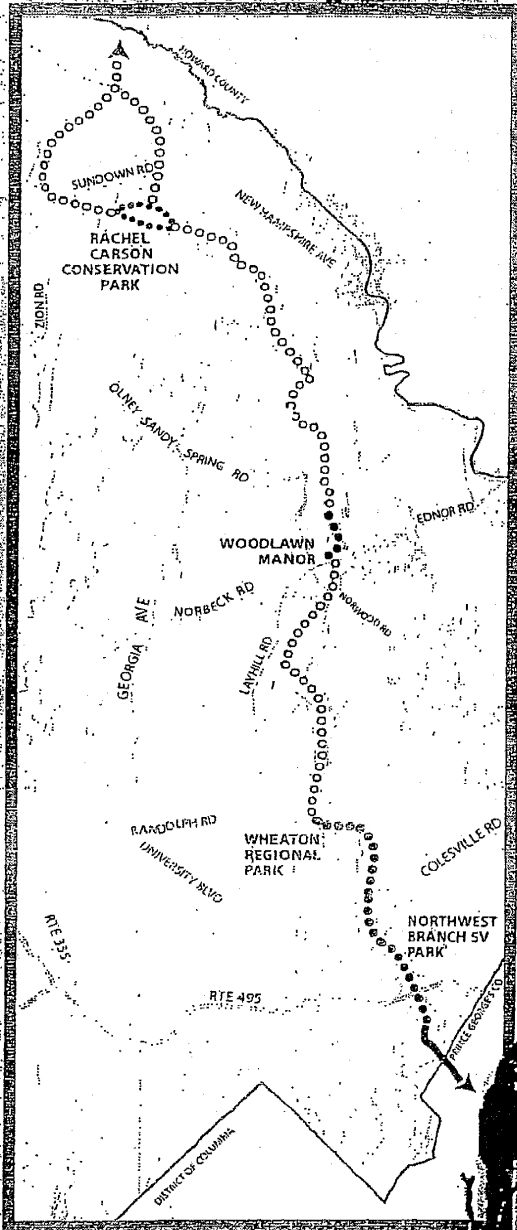 HOWARD COUNTY
SUNDOWN RD
NEW HAMPSHIRE AVE
RACHEL
CARSON
CONSERVATION
PARK
ZION RD
OLNEY SANDY SPRING RD
EDNOR RD
WOODLAWN
MANOR
NORWOOD RD
NORBECK RD
GEORGIA AVE
LAYHILL RD
RANDOLPH RD
UNIVERSITY BLVD
WHEATON
REGIONAL
PARK
COLESVILLE RD
NORTHWEST
BRANCH SV
PARK
RTE 355
RTE 495
PRINCE GEORGES CO
DISTRICT OF COLUMBIA